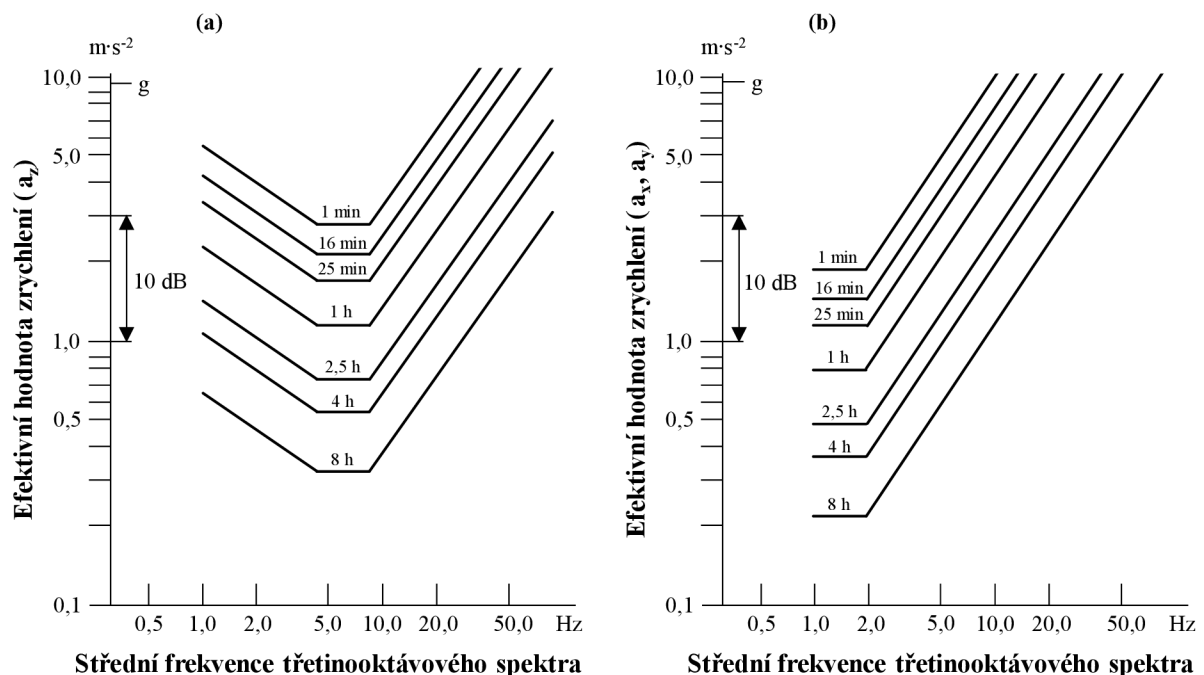 (a)
m·s-2
10,0
g
5,0
10 dB
1,0
0,5
0,1
Efektivní hodnota zrychlení ( az)
1 min
16 min
25 min
1 h
2,5 h
4 h
8 h
0,5 1,0 2,0 5,0 10,0 20,0 50,0 Hz
Střední frekvence třetinooktávového spektra
(b)
m·s-2
10,0
g
5,0
10 dB
1,0
0,5
0,1
Efektivní hodnota zrychlení ( ax, ay)
1 min
16 min
25 min
1 h
2,5 h
4 h
8 h
0,5 1,0 2,0 5,0 10,0 20,0 50,0 Hz
Střední frekvence třetinooktávového spektra